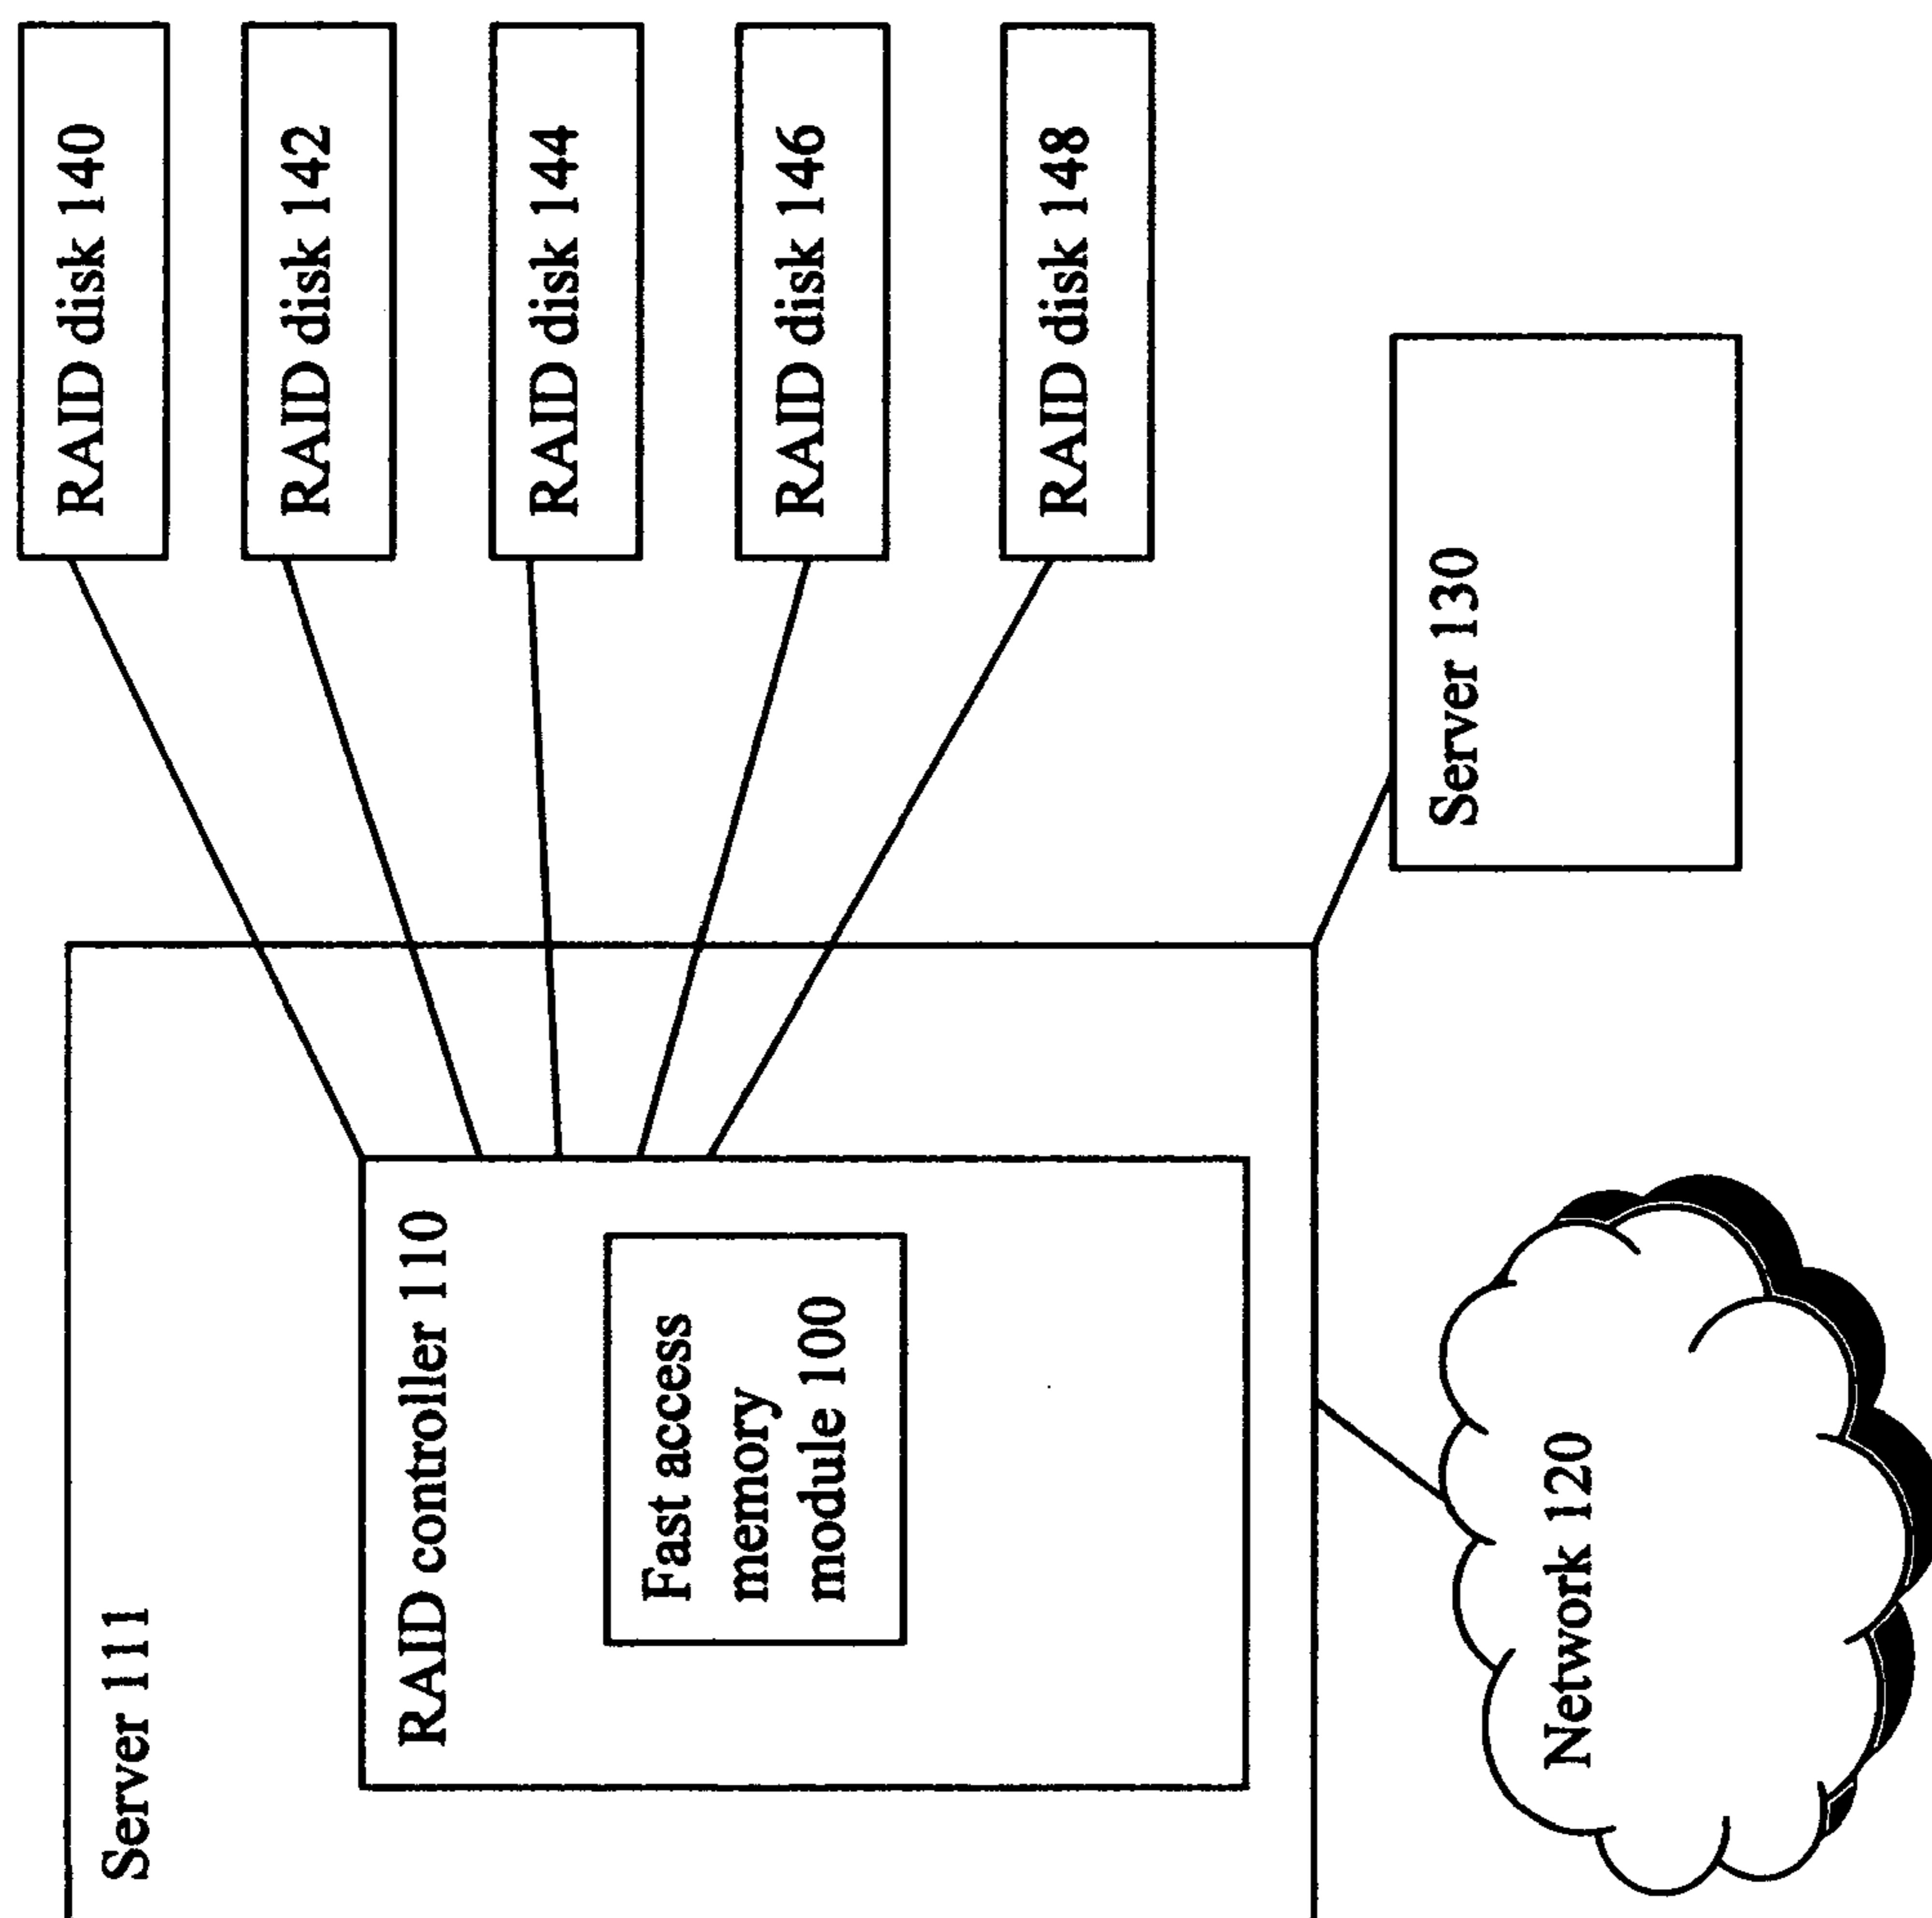 Server 111
RAID controller 110
Fast access
memory
module 100
RAID disk 140
RAID disk 142
RAID disk 144
RAID disk 146
RAID disk 148
Server 130
Network 120